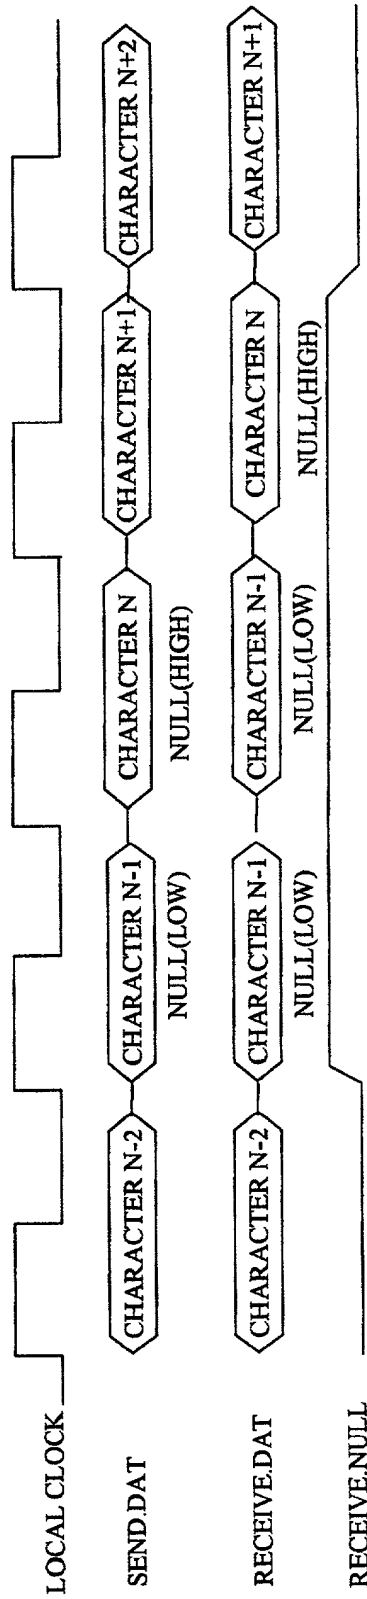 LOCAL CLOCK
SEND.DAT
CHARACTER N-2
CHARACTER N-1
CHARACTER N
CHARACTER N+1
CHARACTER N+2
NULL(LOW)
NULL(HIGH)
RECEIVE.DAT
CHARACTER N-2
CHARACTER N-1
CHARACTER N-1
CHARACTER N
CHARACTER N+1
NULL(LOW)
NULL(LOW)
NULL(HIGH)
RECEIVE.NULL